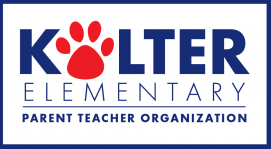 KOLTER
ELEMENTARY
PARENT TEACHER ORGANIZATION